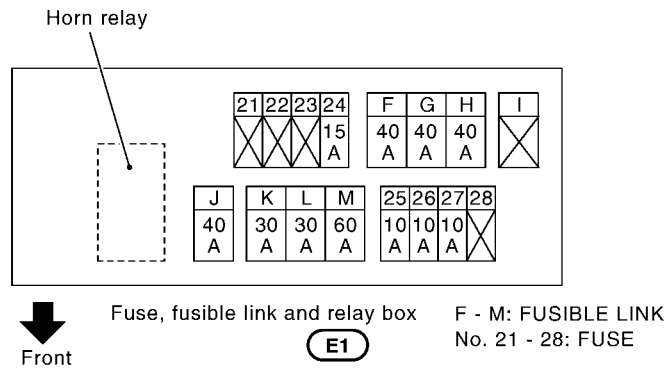 Horn relay
21 22 23 24
15 A
F G H
40 A 40 A 40 A
I
J
40 A
K L M
30 A 30 A 60 A
25 26 27 28
10 A 10 A 10 A
Front
Fuse, fusible link and relay box
E1
F - M: FUSIBLE LINK
No. 21 - 28: FUSE